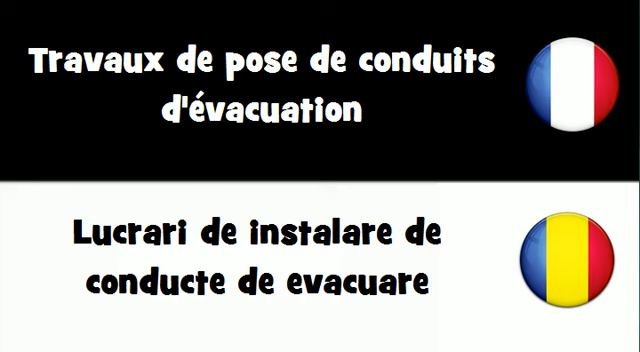 Travaux de pose de conduits
d'évacuation
Lucrari de instalare de
conducte de evacuare